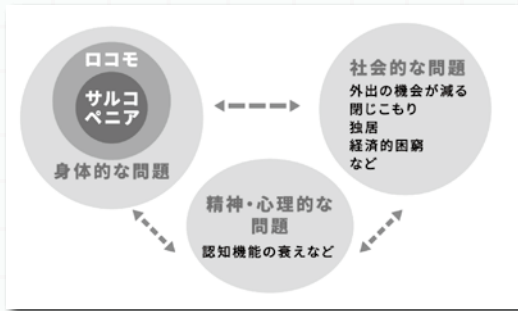 ロコモ
サルコ
ペニア
身体的な問題
社会的な問題
外出の機会が減る
閉じこもり
独居
経済的困窮
など
精神・心理的な
問題
認知機能の衰えなど